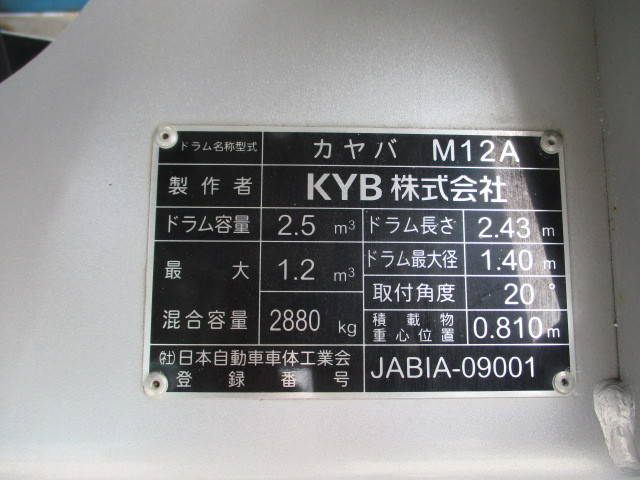 ドラム名称型式 カヤバ M12A
製作者 KYB株式会社
ドラム容量 2.5 m³ ドラム長さ 2.43 m
最大 1.2 m³ ドラム最大径 1.40 m
取付角度 20°
混合容量 2880 kg 積載物重心位置 0.810 m
㈳日本自動車車体工業会
登録番号 JABIA-09001